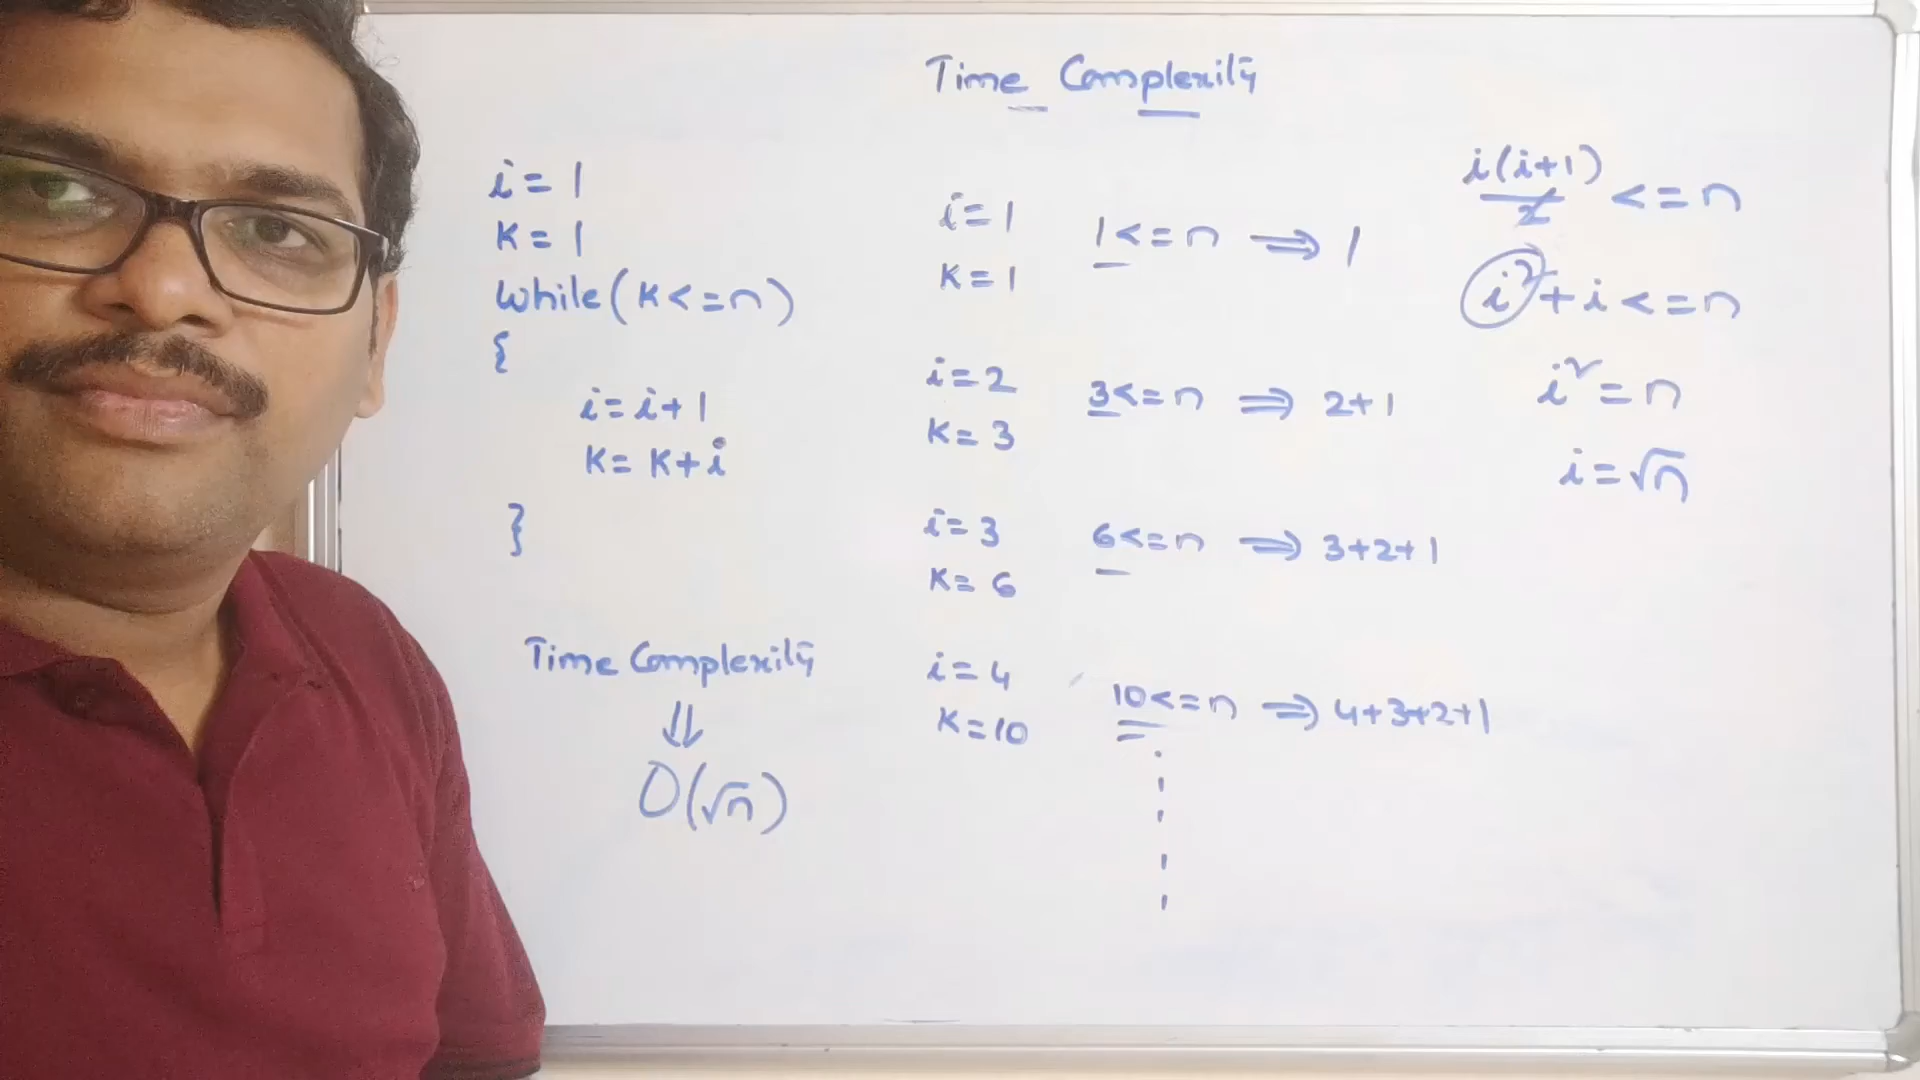 Time Complexity
i = 1
K = 1
While (K <= n)
{
i = i + 1
K = K + i
}
Time Complexity
⇓
O(√n)
i = 1
K = 1
1 <= n ⇒ 1
i = 2
K = 3
3 <= n ⇒ 2+1
i = 3
K = 6
6 <= n ⇒ 3+2+1
i = 4
K = 10
10 <= n ⇒ 4+3+2+1
i(i+1)/2 <= n
i² + i <= n
i² = n
i = √n